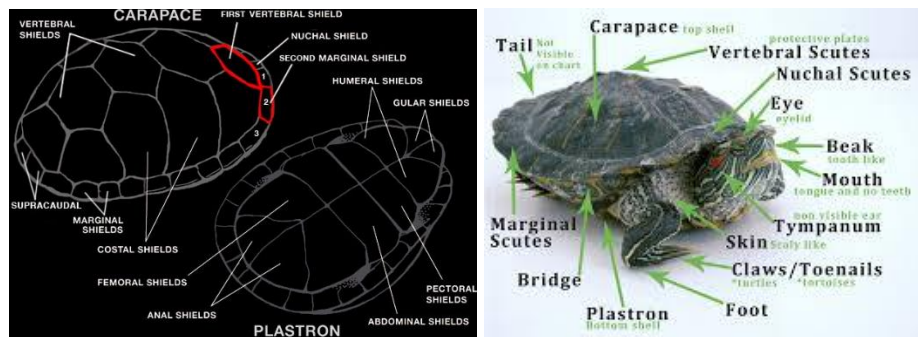 CARAPACE
FIRST VERTEBRAL SHIELD
VERTEBRAL
SHIELDS
NUCHAL SHIELD
SECOND MARGINAL SHIELD
1
2
3
HUMERAL SHIELDS
GULAR SHIELDS
SUPRACAUDAL
MARGINAL
SHIELDS
COSTAL SHIELDS
FEMORAL SHIELDS
ANAL SHIELDS
PECTORAL
SHIELDS
ABDOMINAL SHIELDS
PLASTRON
Carapace top shell
Tail Not
Visible
on chart
protective plates
Vertebral Scutes
Nuchal Scutes
Eye
eyelid
Beak
tooth like
Mouth
tongue and no teeth
non visible ear
Tympanum
Marginal
Scutes
Skin Scaly like
Bridge
Claws/Toenails
*turtles *tortoises
Plastron
Bottom shell
Foot